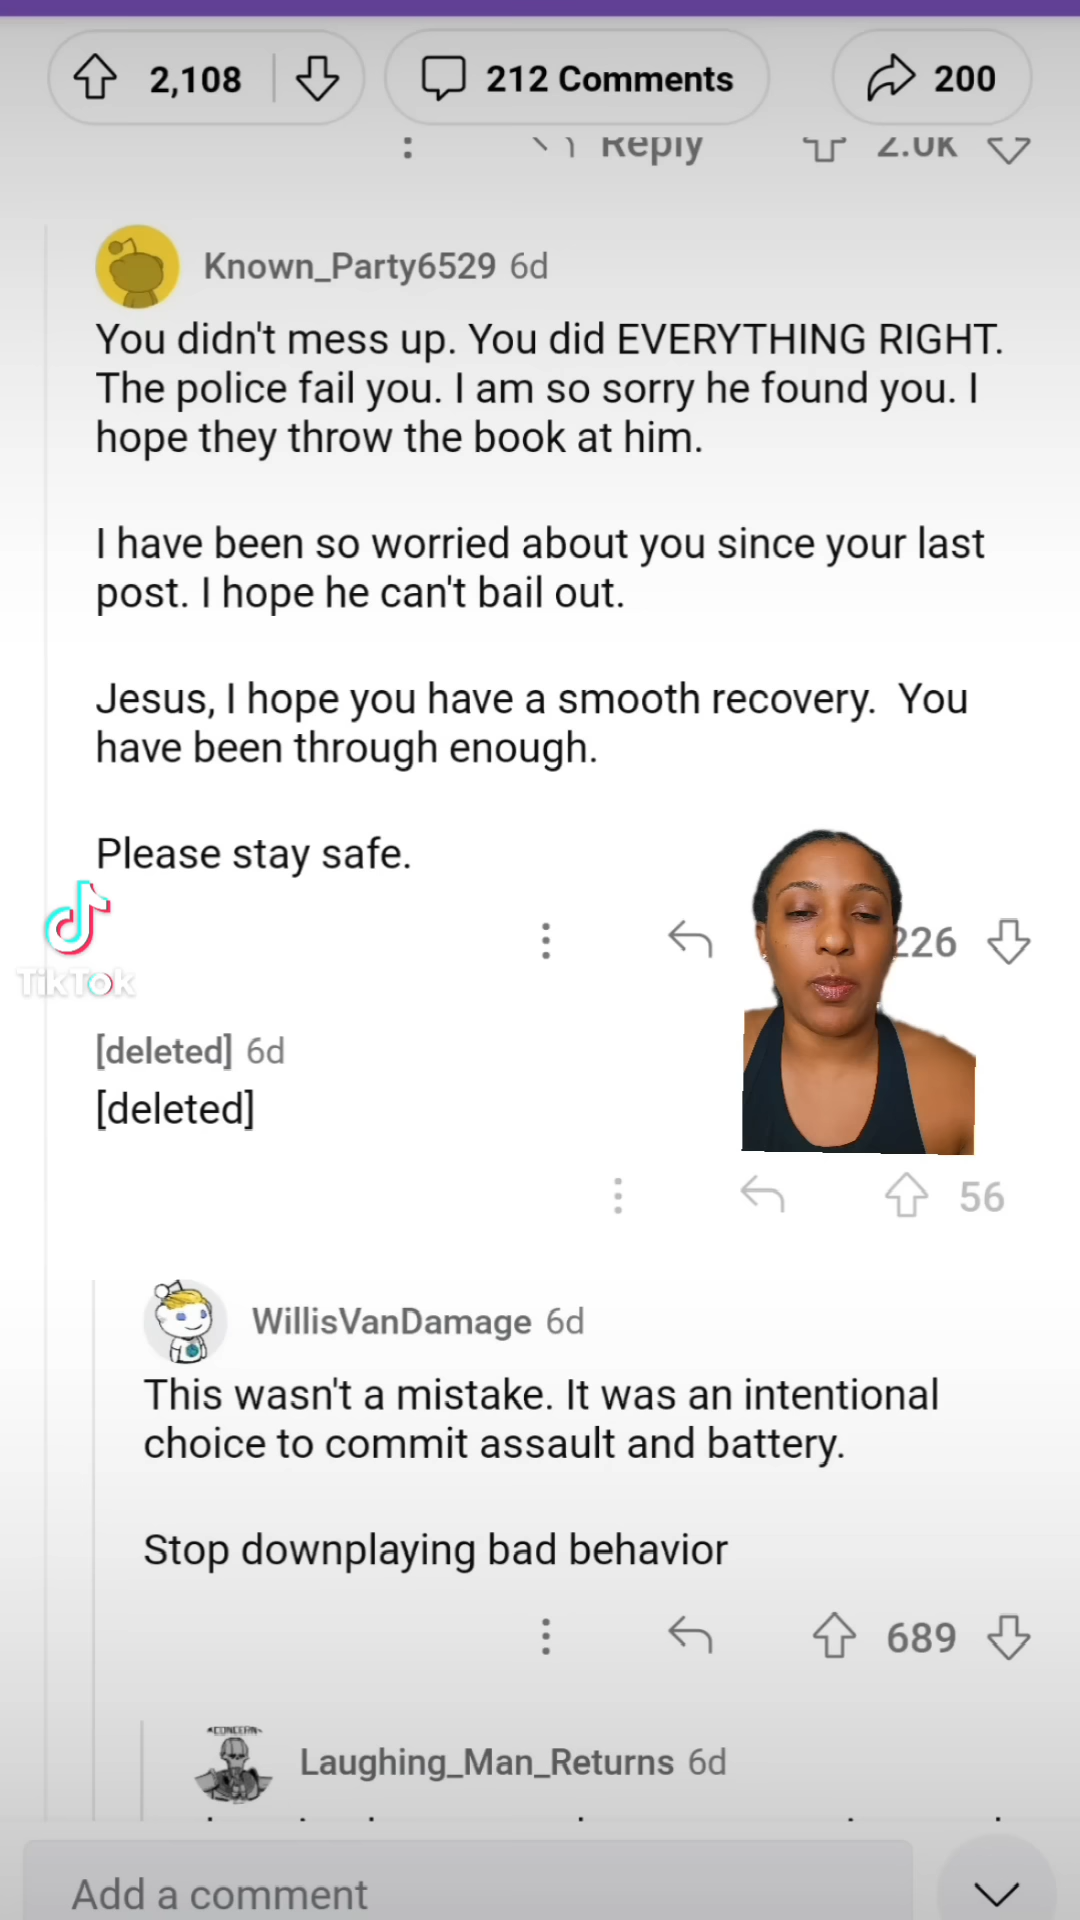 2,108
212 Comments
200
Reply
2.0K
Known_Party6529 6d
You didn't mess up. You did EVERYTHING RIGHT.
The police fail you. I am so sorry he found you. I
hope they throw the book at him.
I have been so worried about you since your last
post. I hope he can't bail out.
Jesus, I hope you have a smooth recovery.  You
have been through enough.
Please stay safe.
226
TikTok
[deleted] 6d
[deleted]
56
WillisVanDamage 6d
This wasn't a mistake. It was an intentional
choice to commit assault and battery.
Stop downplaying bad behavior
689
CONCERN
Laughing_Man_Returns 6d
Add a comment